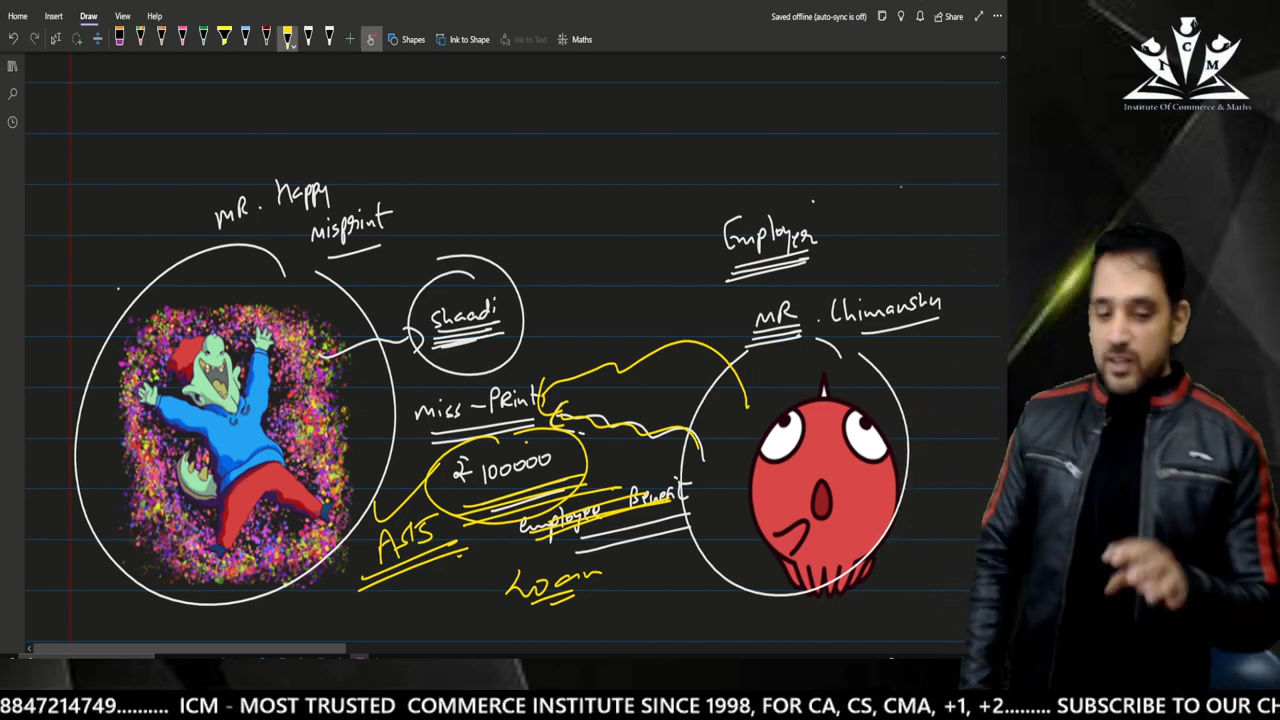 Home Insert Draw View Help
Saved offline (auto-sync is off)
Share
Shapes
Ink to Shape
Ink to Text
Maths
I C M
Institute Of Commerce & Maths
MR. Happy
misprint
Employer
Shaadi
MR. Chimanshu
Miss-Print
₹ 100000
employee Benefit
AS15
Loan
8847214749.......... ICM - MOST TRUSTED COMMERCE INSTITUTE SINCE 1998, FOR CA, CS, CMA, +1, +2......... SUBSCRIBE TO OUR CH